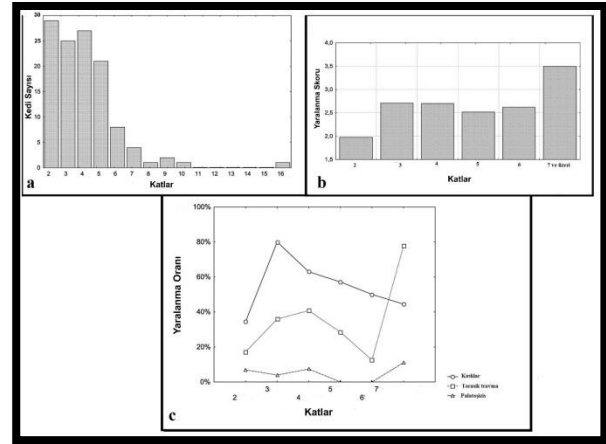 30
25
20
15
10
5
0
Kedi Sayısı
2 3 4 5 6 7 8 9 10 11 12 13 14 15 16
Katlar
a
4,0
3,5
3,0
2,5
2,0
1,5
Yaralanma Skoru
2 3 4 5 6 7 ve üzeri
Katlar
b
100%
80%
60%
40%
20%
0%
Yaralanma Oranı
2 3 4 5 6 7
Katlar
c
Kırıklar
Torasik travma
Palatoşizis